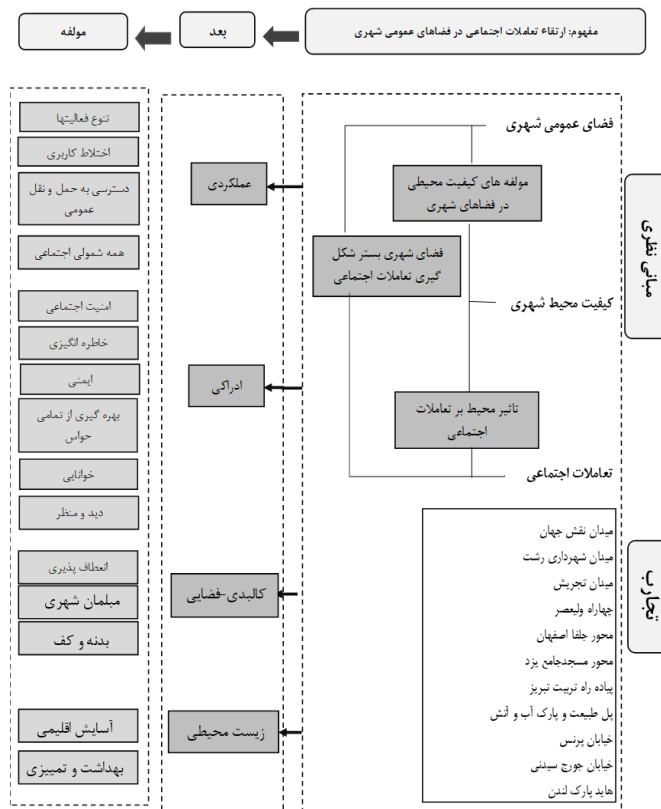 مفهوم: ارتقاء تعاملات اجتماعی در فضاهای عمومی شهری
بعد
مولفه
مبانی نظری
فضای عمومی شهری
مولفه های کیفیت محیطی
در فضاهای شهری
فضای شهری بستر شکل
گیری تعاملات اجتماعی
کیفیت محیط شهری
تاثیر محیط بر تعاملات
اجتماعی
تعاملات اجتماعی
تجارب
میدان نقش جهان
میدان شهرداری رشت
میدان تجریش
چهاراه ولیعصر
محور جلفا اصفهان
محور مسجدجامع یزد
پیاده راه تربیت تبریز
پل طبیعت و پارک آب و آتش
خیابان پرنس
خیابان جورج سیدنی
هاید پارک لندن
عملکردی
ادراکی
کالبدی-فضایی
زیست محیطی
تنوع فعالیتها
اختلاط کاربری
دسترسی به حمل و نقل
عمومی
همه شمولی اجتماعی
امنیت اجتماعی
خاطره انگیزی
ایمنی
بهره گیری از تمامی
حواس
خوانایی
دید و منظر
انعطاف پذیری
مبلمان شهری
بدنه و کف
آسایش اقلیمی
بهداشت و تمییزی